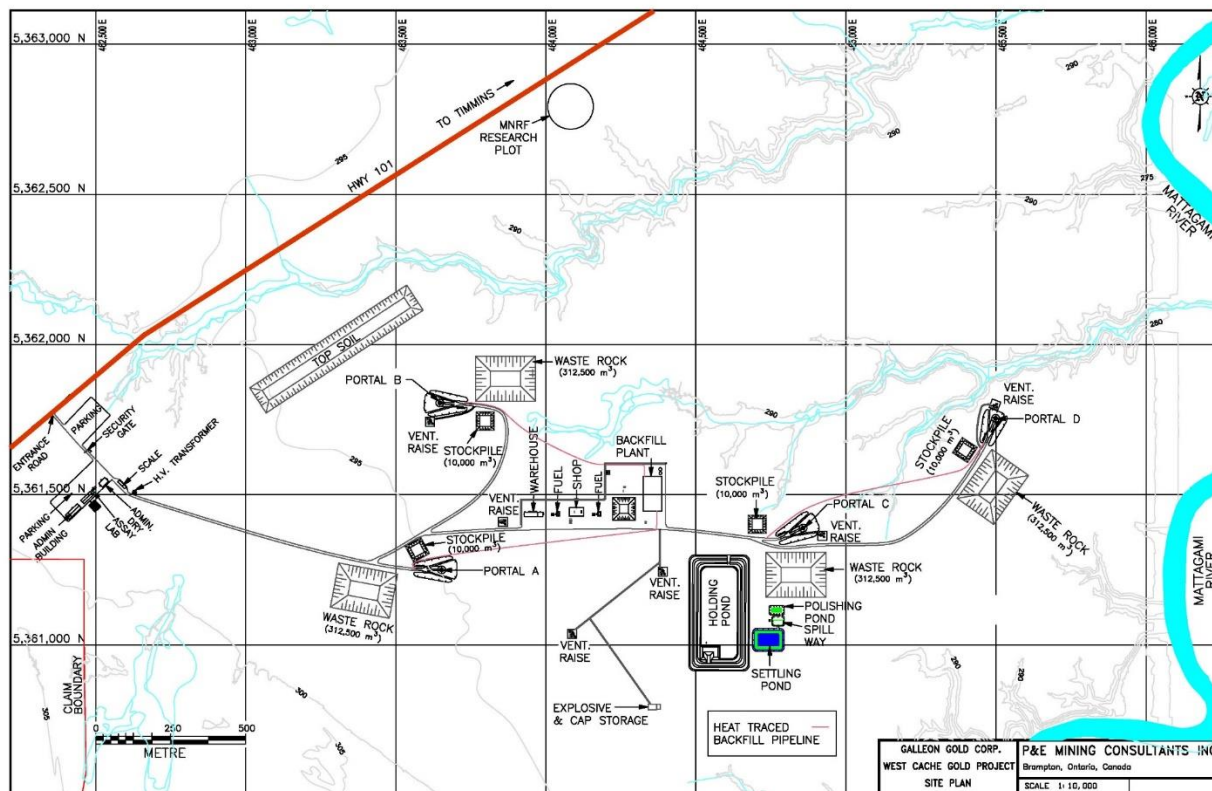 462,500 E
463,000 E
463,500 E
464,000 E
464,500 E
465,500 E
466,000 E
5,363,000 N
5,362,500 N
5,362,000 N
5,361,500 N
5,361,000 N
TO TIMMINS
HWY 101
MNRF
RESEARCH
PLOT
N
295
290
290
290
290
275
MATTAGAMI
RIVER
280
TOP SOIL
PORTAL B
WASTE ROCK
(312,500 m³)
VENT.
RAISE
STOCKPILE
(10,000 m³)
295
290
VENT.
RAISE
PORTAL D
STOCKPILE
(10,000 m³)
WASTE ROCK
(312,500 m³)
ENTRANCE
ROAD
PARKING
SECURITY
GATE
SCALE
H.V. TRANSFORMER
PARKING
ADMIN
BUILDING
LAB
ADMIN.
DRY
WAREHOUSE
FUEL
SHOP
FUEL
BACKFILL
PLANT
VENT.
RAISE
STOCKPILE
(10,000 m³)
PORTAL A
WASTE ROCK
(312,500 m³)
STOCKPILE
(10,000 m³)
PORTAL C
VENT.
RAISE
WASTE ROCK
(312,500 m³)
VENT.
RAISE
VENT.
RAISE
HOLDING
POND
POLISHING
POND
SPILL
WAY
SETTLING
POND
EXPLOSIVE
& CAP STORAGE
MATTAGAMI
RIVER
CLAIM
BOUNDARY
305
300
305
290
290
0 250 500
METRE
HEAT TRACED
BACKFILL PIPELINE
GALLEON GOLD CORP.
WEST CACHE GOLD PROJECT
SITE PLAN
P&E MINING CONSULTANTS INC
Brampton, Ontario, Canada
SCALE 1:10,000